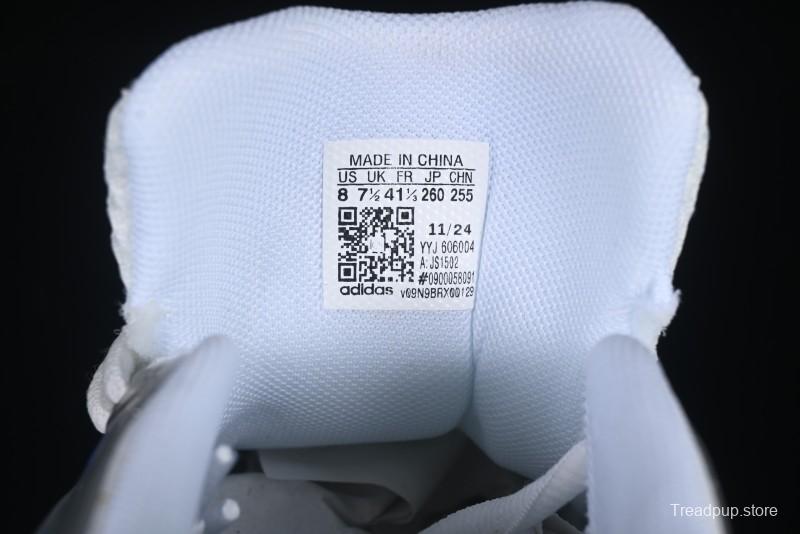 MADE IN CHINA
US UK FR JP CHN
8 7½ 41⅓ 260 255
11/24
YYJ 606004
A: JS1502
#0900058091
adidas v09N9BRX00129
Treadpup.store